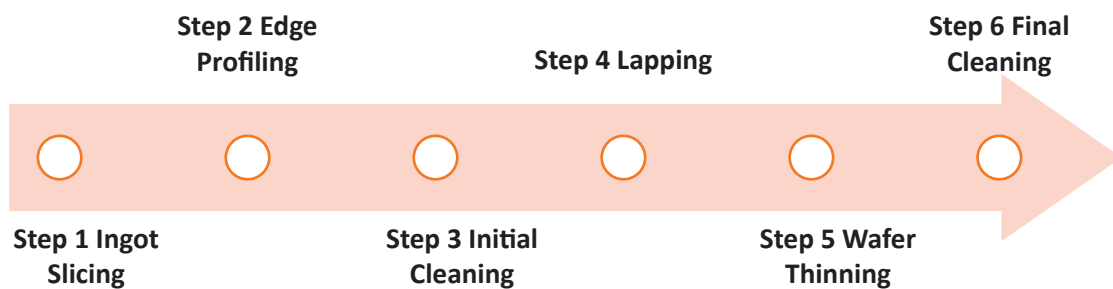 Step 1 Ingot
Slicing
Step 2 Edge
Profiling
Step 3 Initial
Cleaning
Step 4 Lapping
Step 5 Wafer
Thinning
Step 6 Final
Cleaning